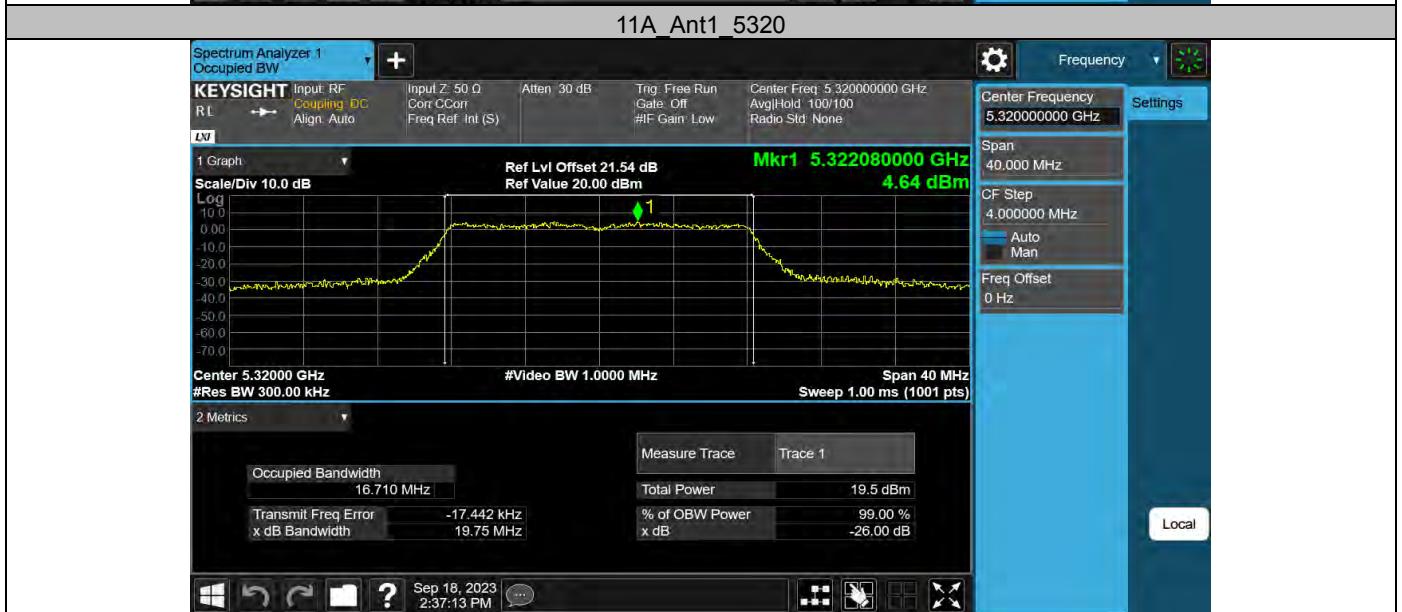 11A_Ant1_5320
Spectrum Analyzer 1
Occupied BW
+
Frequency
KEYSIGHT
RL
LXI
Input: RF
Coupling: DC
Align: Auto
Input Z: 50 Ω
Corr CCorr
Freq Ref: Int (S)
Atten: 30 dB
Trig: Free Run
Gate: Off
#IF Gain: Low
Center Freq: 5.320000000 GHz
Avg|Hold: 100/100
Radio Std: None
Center Frequency
5.320000000 GHz
Settings
Span
40.000 MHz
CF Step
4.000000 MHz
Auto
Man
Freq Offset
0 Hz
Local
1 Graph
Scale/Div 10.0 dB
Ref Lvl Offset 21.54 dB
Ref Value 20.00 dBm
Mkr1 5.322080000 GHz
4.64 dBm
Log
10.0
0.00
-10.0
-20.0
-30.0
-40.0
-50.0
-60.0
-70.0
1
Center 5.32000 GHz
#Res BW 300.00 kHz
#Video BW 1.0000 MHz
Span 40 MHz
Sweep 1.00 ms (1001 pts)
2 Metrics
Measure Trace Trace 1
Occupied Bandwidth
16.710 MHz
Total Power 19.5 dBm
Transmit Freq Error -17.442 kHz
% of OBW Power 99.00 %
x dB Bandwidth 19.75 MHz
x dB -26.00 dB
?
Sep 18, 2023
2:37:13 PM